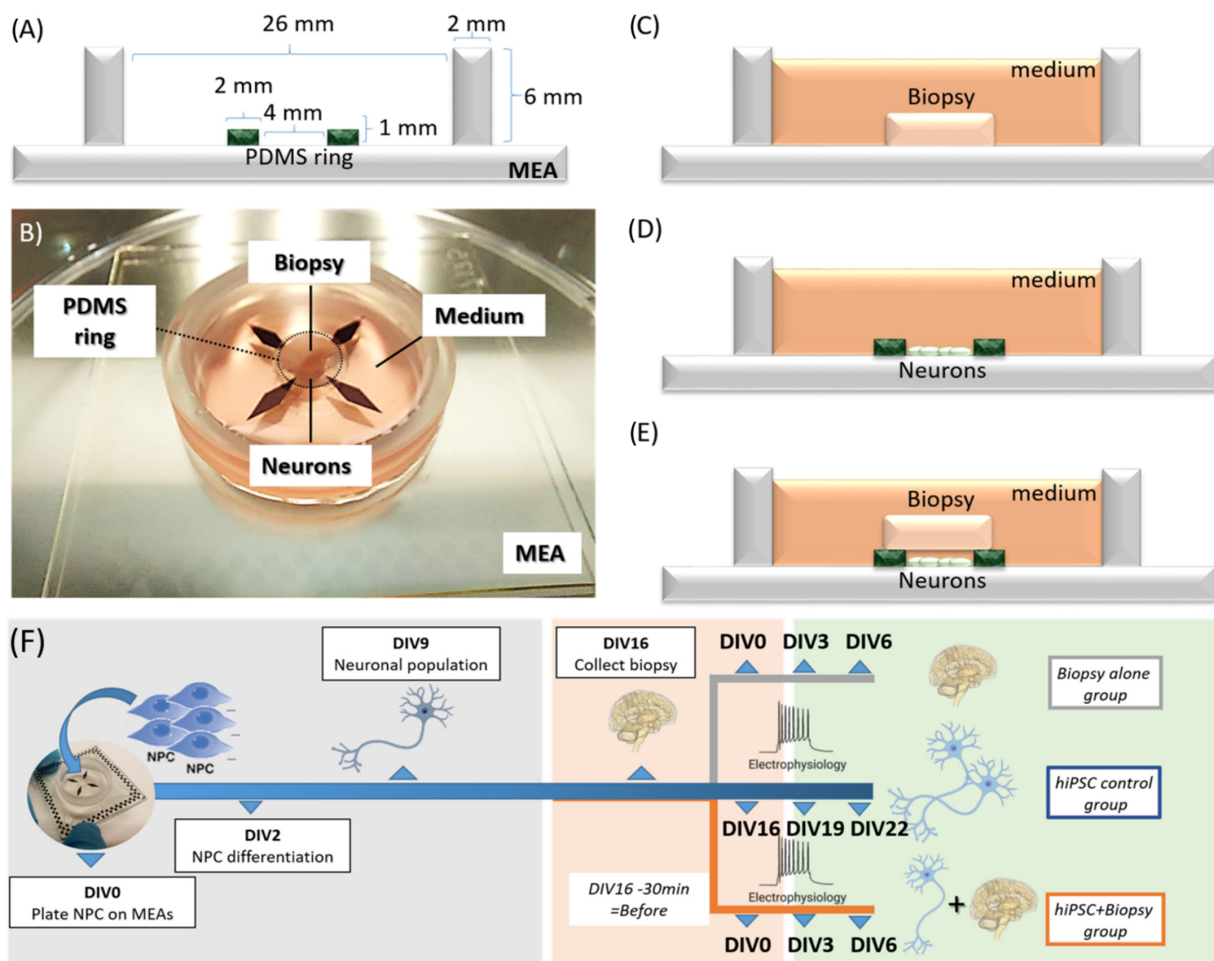 (A)
26 mm
2 mm
2 mm
4 mm
6 mm
1 mm
PDMS ring
MEA
B)
Biopsy
PDMS
ring
Medium
Neurons
MEA
(C)
medium
Biopsy
(D)
medium
Neurons
(E)
Biopsy
medium
Neurons
(F)
DIV9
Neuronal population
NPC
NPC
DIV2
NPC differentiation
DIV0
Plate NPC on MEAs
DIV16
Collect biopsy
DIV0 DIV3 DIV6
Electrophysiology
Biopsy alone
group
hiPSC control
group
DIV16 DIV19 DIV22
Electrophysiology
DIV16 -30min
=Before
+
hiPSC+Biopsy
group
DIV0 DIV3 DIV6